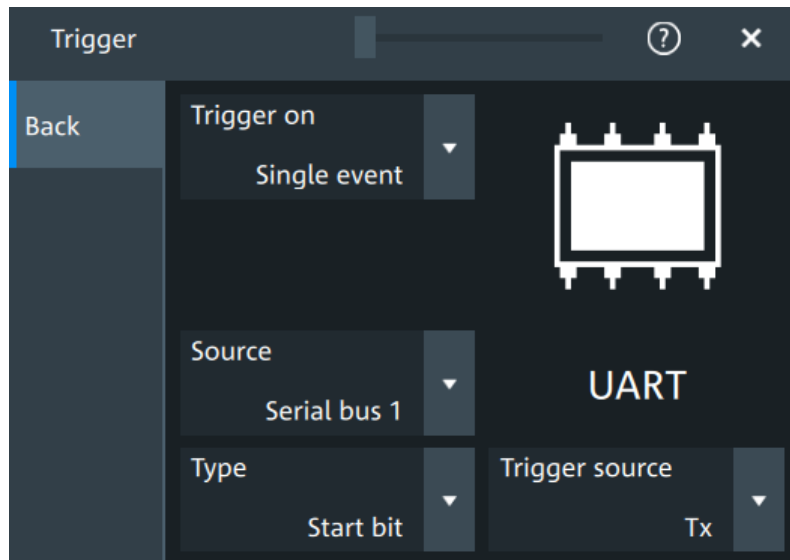 Trigger
?
Back
Trigger on
Single event
Source
Serial bus 1
UART
Type
Start bit
Trigger source
Tx